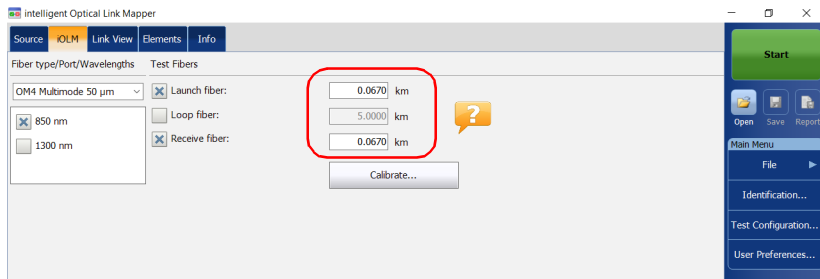 intelligent Optical Link Mapper
Source iOLM Link View Elements Info
Fiber type/Port/Wavelengths Test Fibers
OM4 Multimode 50 µm
850 nm
1300 nm
Launch fiber: 0.0670 km
Loop fiber: 5.0000 km
Receive fiber: 0.0670 km
?
Calibrate...
Start
Open Save Report
Main Menu
File
Identification...
Test Configuration...
User Preferences...